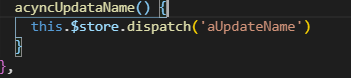 acyncUpdataName() {
this.$store.dispatch('aUpdateName')
}
},